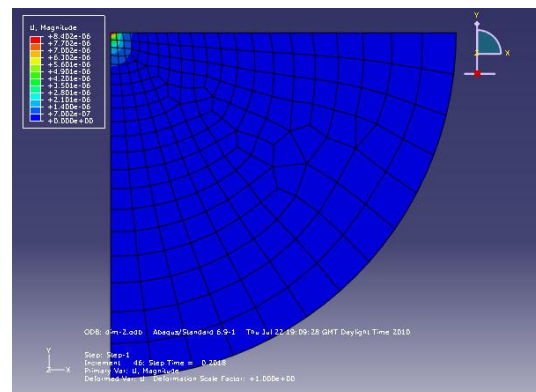 U, Magnitude
+8.402e-06
+7.702e-06
+7.002e-06
+6.302e-06
+5.601e-06
+4.901e-06
+4.201e-06
+3.501e-06
+2.801e-06
+2.101e-06
+1.400e-06
+7.002e-07
+0.000e+00
Y
Z X
ODB: dim-2.odb Abaqus/Standard 6.9-1 Thu Jul 22 19:09:28 GMT Daylight Time 2010
Y
Z X
Step: Step-1
Increment 46: Step Time = 0.2018
Primary Var: U, Magnitude
Deformed Var: U Deformation Scale Factor: +1.000e+00